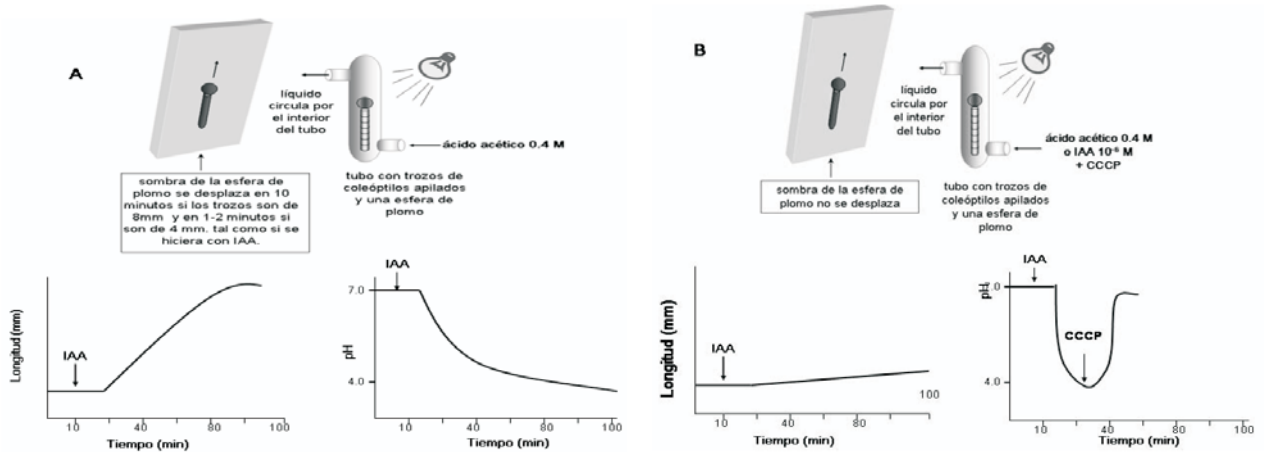 A
líquido
circula por
el interior
del tubo
ácido acético 0.4 M
sombra de la esfera de
plomo se desplaza en 10
minutos si los trozos son de
8mm y en 1-2 minutos si
son de 4 mm. tal como si se
hiciera con IAA.
tubo con trozos de
coleóptilos apilados
y una esfera de
plomo
Longitud (mm)
IAA
10 40 80 100
Tiempo (min)
IAA
7.0
pH
4.0
10 40 80 100
Tiempo (min)
B
líquido
circula por
el interior
del tubo
ácido acético 0.4 M
o IAA 10⁻⁸ M
+ CCCP
sombra de la esfera de
plomo no se desplaza
tubo con trozos de
coleóptilos apilados
y una esfera de
plomo
Longitud (mm)
IAA
100
10 40 80
Tiempo (min)
IAA
pH
CCCP
4.0
10 40 80 100
Tiempo (min)